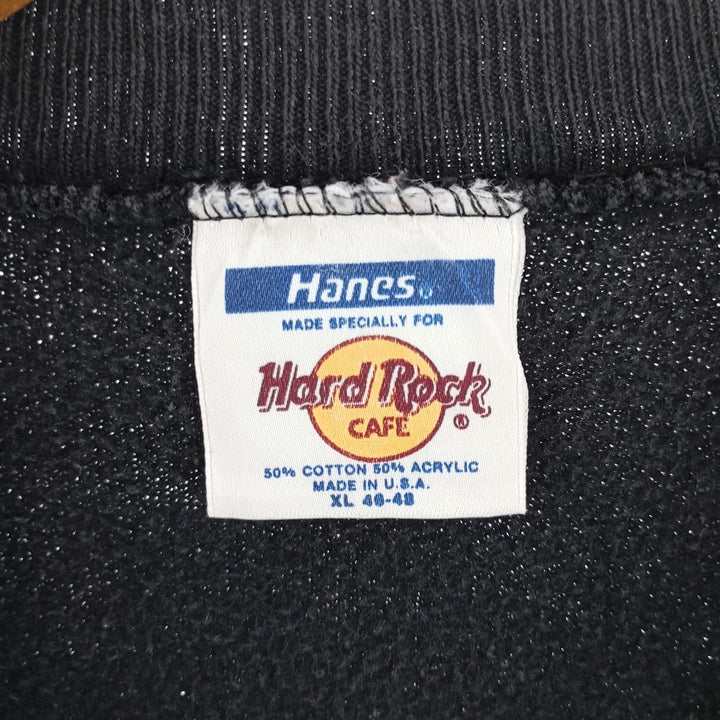 Hanes®
MADE SPECIALLY FOR
Hard Rock
CAFE ®
50% COTTON 50% ACRYLIC
MADE IN U.S.A.
XL 46-48